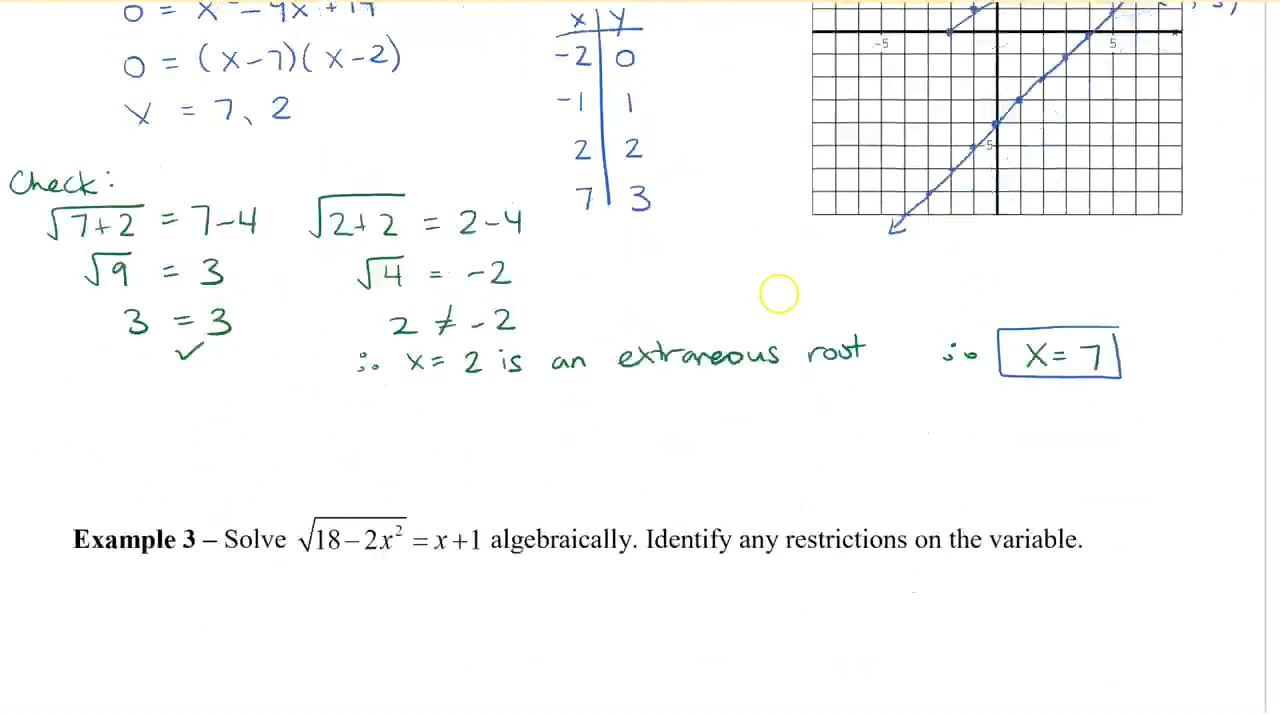 0 = (x-7)(x-2)
x = 7, 2
x y
-2 0
-1 1
2 2
7 3
-5 5
-5
Check:
√7+2 = 7-4 √2+2 = 2-4
√9 = 3 √4 = -2
3 = 3 2 ≠ -2
✓
∴ x = 2 is an extraneous root ∴ x = 7
Example 3 – Solve √18-2x² = x+1 algebraically. Identify any restrictions on the variable.